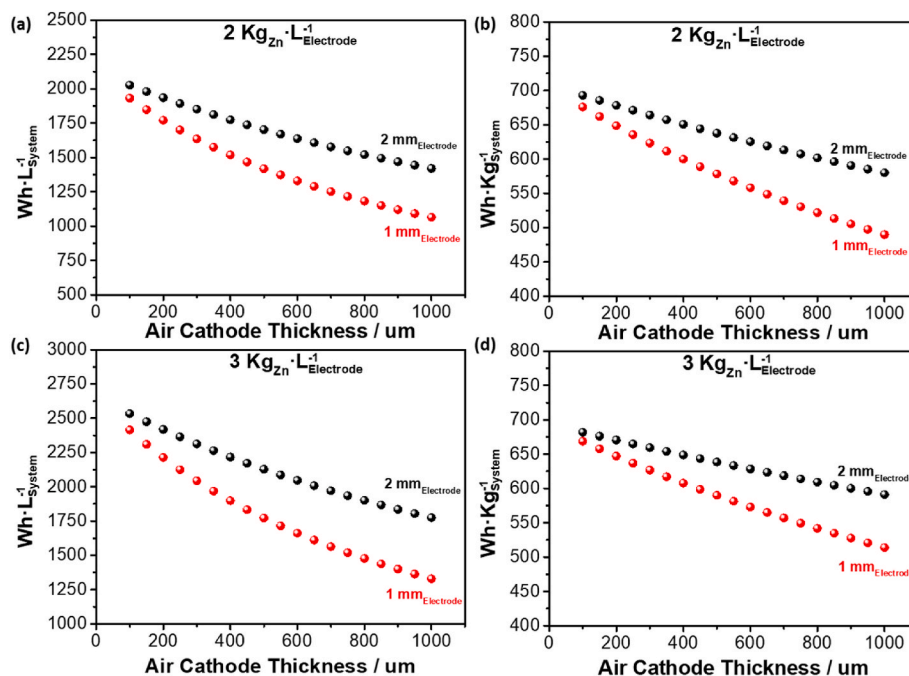 (a)
2 Kg_Zn·L⁻¹_Electrode
2500
2250
2000
1750
1500
1250
1000
750
500
Wh·L⁻¹_System
2 mm_Electrode
1 mm_Electrode
0 200 400 600 800 1000
Air Cathode Thickness / um
(b)
2 Kg_Zn·L⁻¹_Electrode
800
750
700
650
600
550
500
450
400
Wh·Kg⁻¹_System
2 mm_Electrode
1 mm_Electrode
0 200 400 600 800 1000
Air Cathode Thickness / um
(c)
3 Kg_Zn·L⁻¹_Electrode
3000
2750
2500
2250
2000
1750
1500
1250
1000
Wh·L⁻¹_System
2 mm_Electrode
1 mm_Electrode
0 200 400 600 800 1000
Air Cathode Thickness / um
(d)
3 Kg_Zn·L⁻¹_Electrode
800
750
700
650
600
550
500
450
400
Wh·Kg⁻¹_System
2 mm_Electrode
1 mm_Electrode
0 200 400 600 800 1000
Air Cathode Thickness / um